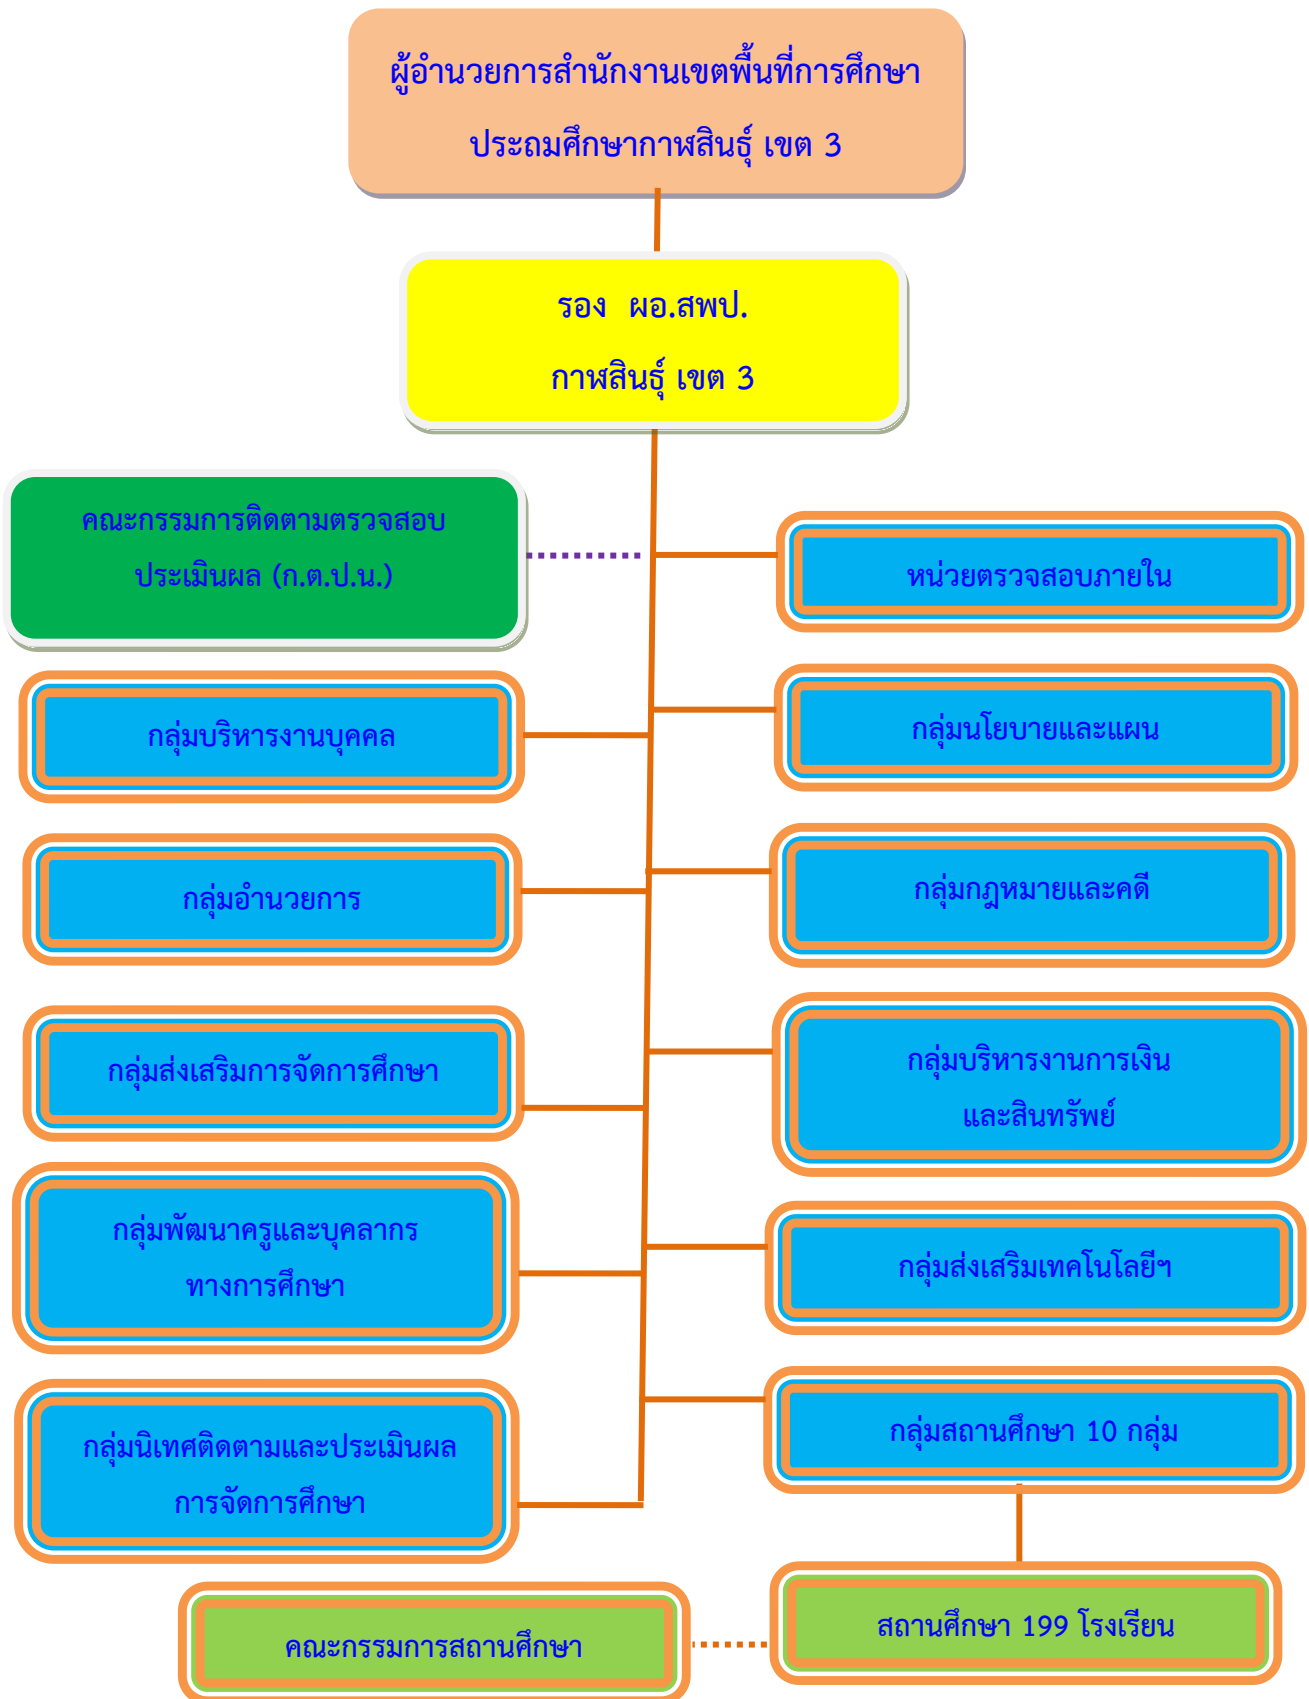 ผู้อำนวยการสำนักงานเขตพื้นที่การศึกษา
ประถมศึกษากาฬสินธุ์ เขต 3
รอง ผอ.สพป.
กาฬสินธุ์ เขต 3
คณะกรรมการติดตามตรวจสอบ
ประเมินผล (ก.ต.ป.น.)
หน่วยตรวจสอบภายใน
กลุ่มบริหารงานบุคคล
กลุ่มนโยบายและแผน
กลุ่มอำนวยการ
กลุ่มกฎหมายและคดี
กลุ่มส่งเสริมการจัดการศึกษา
กลุ่มบริหารงานการเงิน
และสินทรัพย์
กลุ่มพัฒนาครูและบุคลากร
ทางการศึกษา
กลุ่มส่งเสริมเทคโนโลยีฯ
กลุ่มนิเทศติดตามและประเมินผล
การจัดการศึกษา
กลุ่มสถานศึกษา 10 กลุ่ม
สถานศึกษา 199 โรงเรียน
คณะกรรมการสถานศึกษา